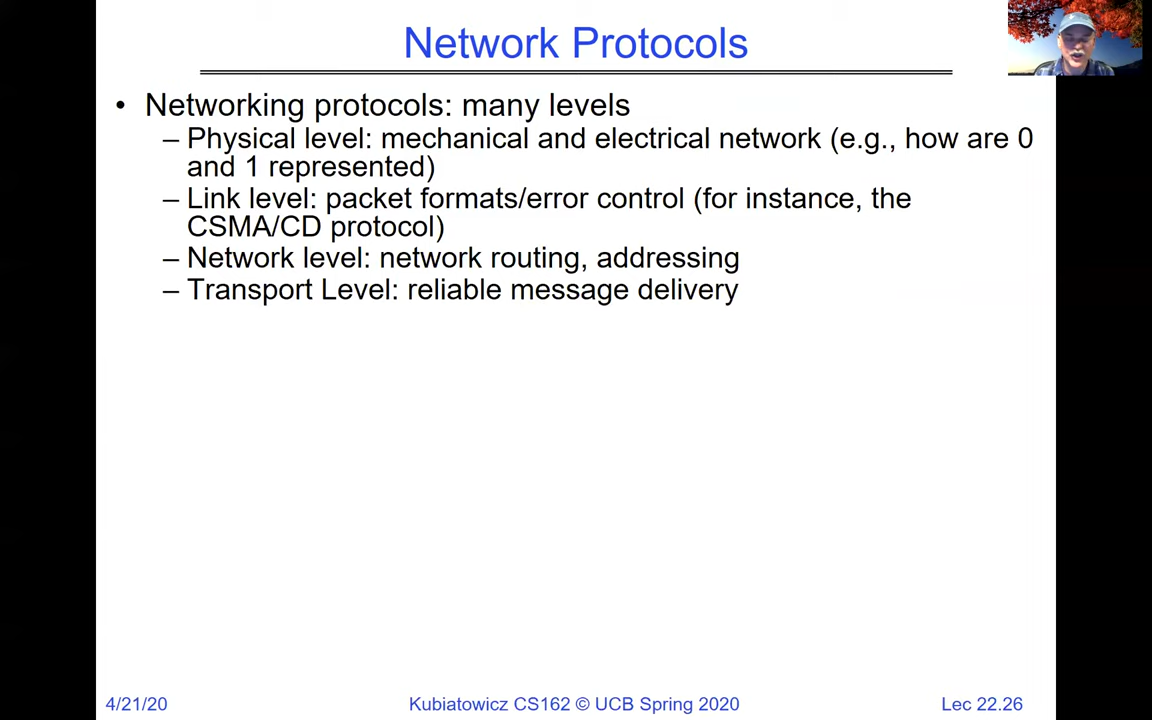 Network Protocols
• Networking protocols: many levels
– Physical level: mechanical and electrical network (e.g., how are 0
and 1 represented)
– Link level: packet formats/error control (for instance, the
CSMA/CD protocol)
– Network level: network routing, addressing
– Transport Level: reliable message delivery
4/21/20
Kubiatowicz CS162 © UCB Spring 2020
Lec 22.26